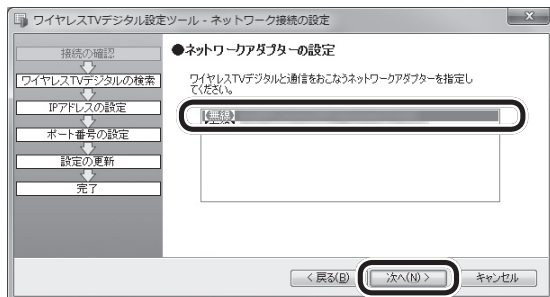 ワイヤレスTVデジタル設定ツール - ネットワーク接続の設定
接続の確認
ワイヤレスTVデジタルの検索
IPアドレスの設定
ポート番号の設定
設定の更新
完了
●ネットワークアダプターの設定
ワイヤレスTVデジタルと通信をおこなうネットワークアダプターを指定し
てください。
【無線】
< 戻る(B)
次へ(N) >
キャンセル